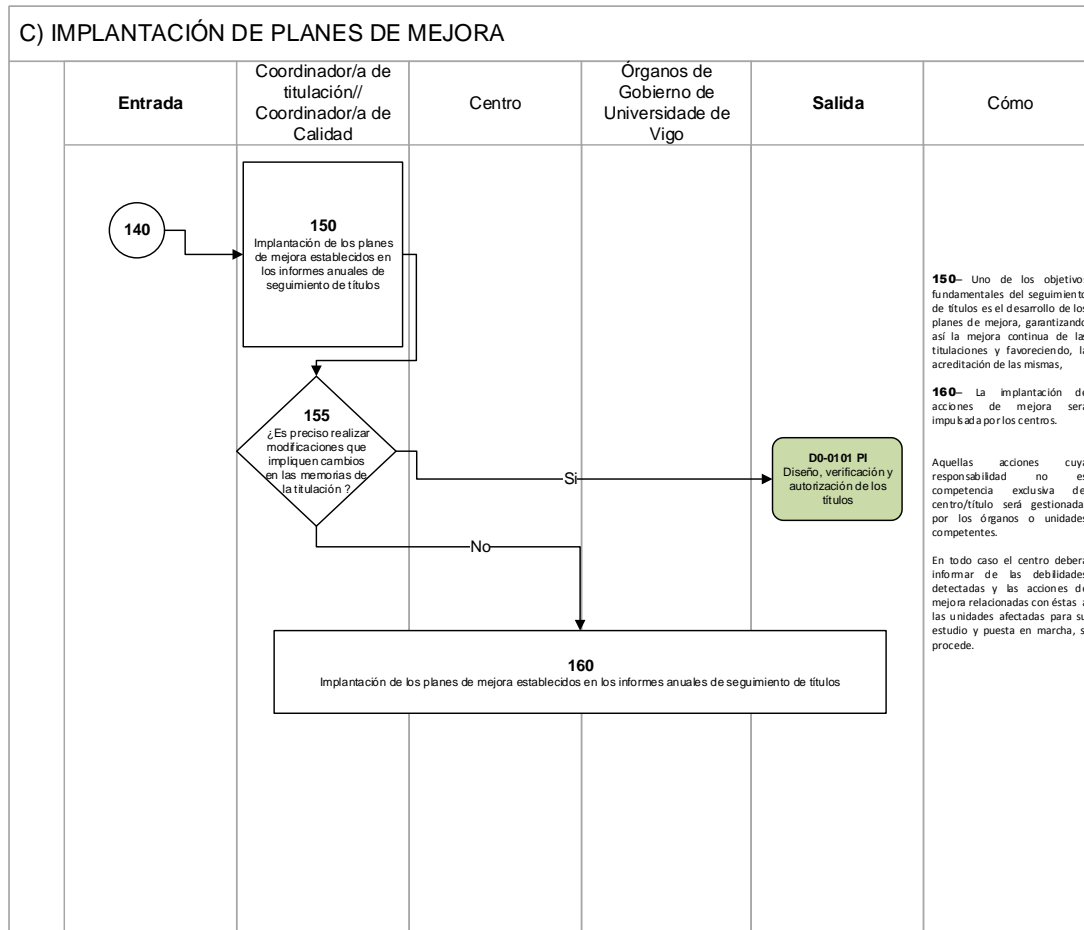 C) IMPLANTACIÓN DE PLANES DE MEJORA
Entrada
Coordinador/a de
titulación//
Coordinador/a de
Calidad
Centro
Órganos de
Gobierno de
Universidade de
Vigo
Salida
Cómo
140
150
Implantación de los planes
de mejora establecidos en
los informes anuales de
seguimiento de títulos
155
¿Es preciso realizar
modificaciones que
impliquen cambios
en las memorias de
la titulación ?
Si
D0-0101 PI
Diseño, verificación y
autorización de los
títulos
No
160
Implantación de los planes de mejora establecidos en los informes anuales de seguimiento de títulos
150– Uno de los objetivos
fundamentales del seguimiento
de títulos es el desarrollo de los
planes de mejora, garantizando
así la mejora continua de las
titulaciones y favoreciendo, la
acreditación de las mismas,
160– La implantación de
acciones de mejora será
impulsada por los centros.
Aquellas acciones cuya
responsabilidad no es
competencia exclusiva de
centro/título será gestionada
por los órganos o unidades
competentes.
En todo caso el centro deberá
informar de las debilidades
detectadas y las acciones de
mejora relacionadas con éstas a
las unidades afectadas para su
estudio y puesta en marcha, s
procede.